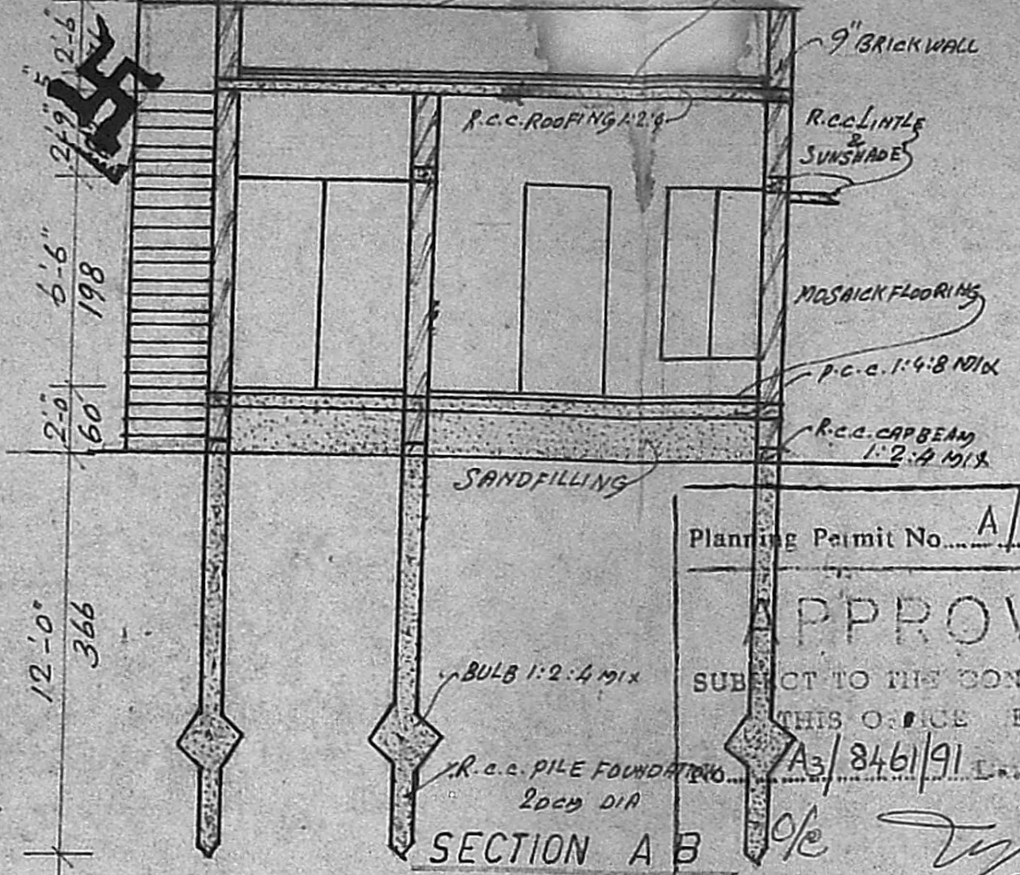 2'-6"
9" BRICKWALL
R.C.C. ROOFING 1:2:4
R.C.C LINTLE
&
SUNSHADE
2'-9"
6'-6"
198
MOSAICK FLOORING
P.C.C. 1:4:8 MIX
2'-0"
60
R.C.C. CAPBEAM
1:2:4 MIX
SANDFILLING
Planning Permit No. A
APPROV
12'-0"
366
BULB 1:2:4 MIX
SUBJECT TO THE CON
THIS OFFICE
R.C.C. PILE FOUNDATION
20CM DIA
No. A3/8461/91
SECTION A B